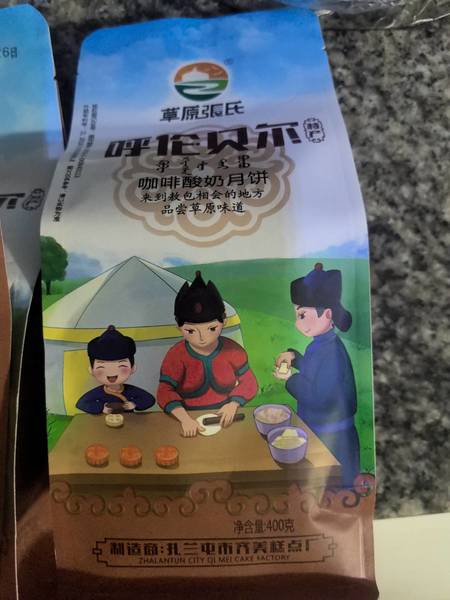 ®
草原張氏
呼伦贝尔
特产
咖啡酸奶月饼
来到敖包相会的地方
品尝草原味道
净含量:400克
制造商:扎兰屯市齐美糕点厂
ZHALANTUN CITY QI MEI CAKE FACTORY